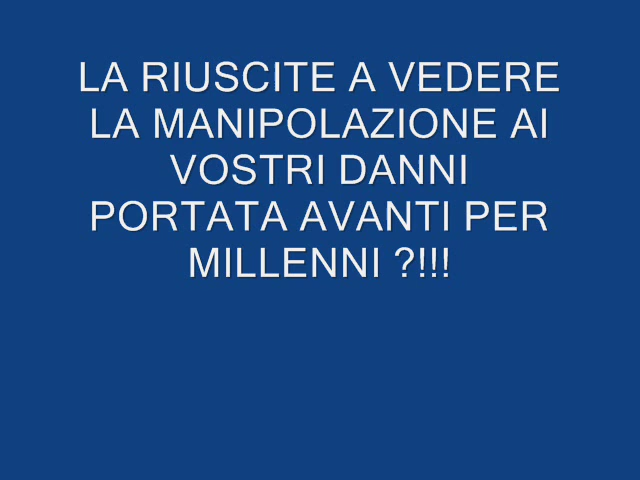 LA RIUSCITE A VEDERE
LA MANIPOLAZIONE AI
VOSTRI DANNI
PORTATA AVANTI PER
MILLENNI ?!!!